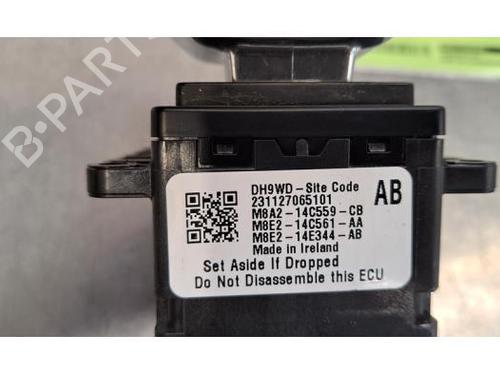 B-PARTS
DH9WD-Site Code
231127065101
M8A2-14C559-CB
M8E2-14C561-AA
M8E2-14E344-AB
Made in Ireland
AB
Set Aside If Dropped
Do Not Disassemble this ECU